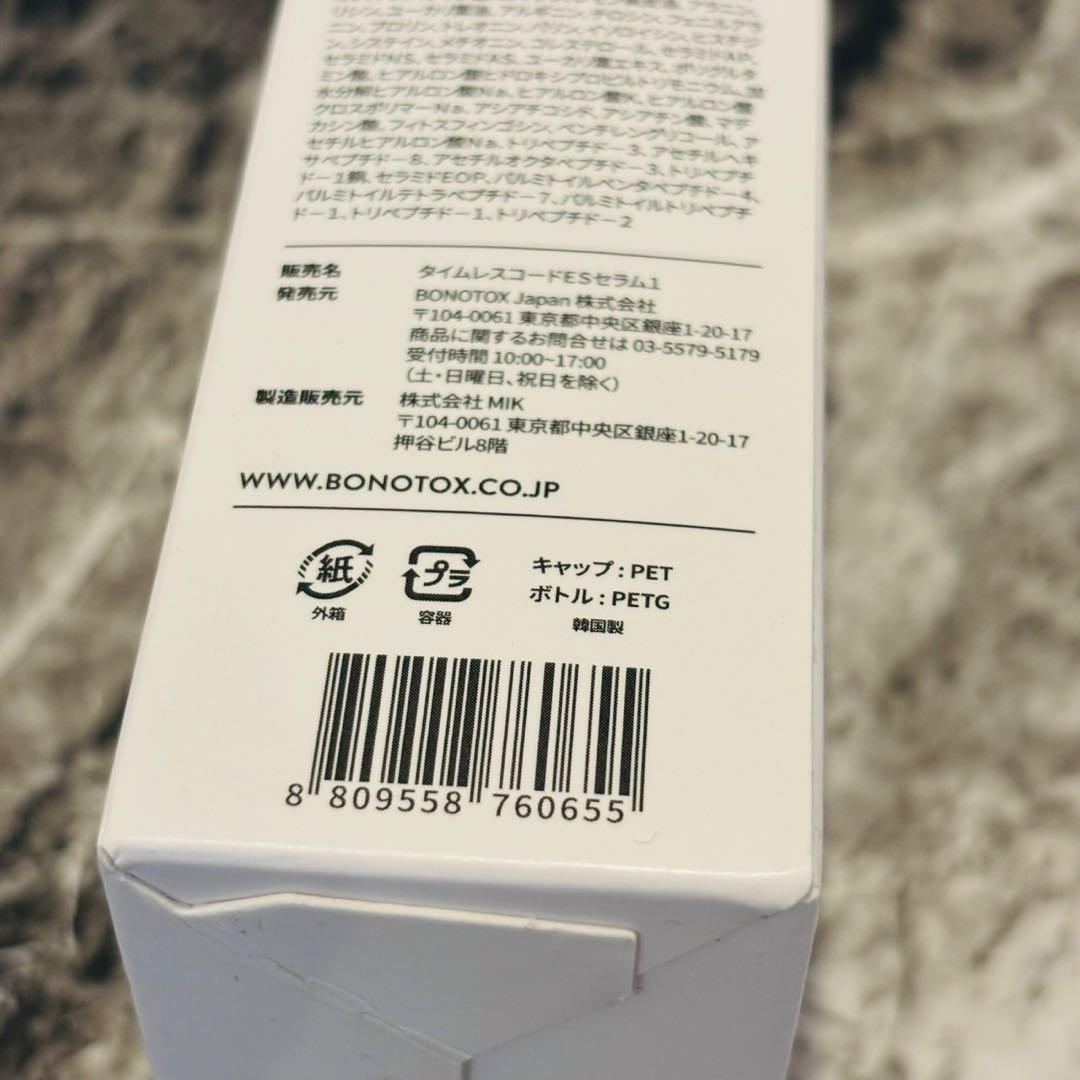 リシン、ユーカリ葉油、アルギニン、チロシン、フェニルアラ
ニン、プロリン、トレオニン、バリン、イソロイシン、ヒスチジ
ン、システイン、メチオニン、コレステロール、セラミドAP、
セラミドNS、セラミドAS、ユーカリ葉エキス、ポリグルタ
ミン酸、ヒアルロン酸ヒドロキシプロピルトリモニウム、加
水分解ヒアルロン酸Na、ヒアルロン酸K、ヒアルロン酸
クロスポリマーNa、アシアチコシド、アシアチン酸、マデ
カシン酸、フィトスフィンゴシン、ペンチレングリコール、ア
セチルヒアルロン酸Na、トリペプチド－3、アセチルヘキ
サペプチド－8、アセチルオクタペプチド－3、トリペプチ
ド－1銅、セラミドEOP、パルミトイルペンタペプチド－4、
パルミトイルテトラペプチド－7、パルミトイルトリペプチ
ド－1、トリペプチド－1、トリペプチド－2
販売名 タイムレスコードESセラム1
発売元 BONOTOX Japan 株式会社
〒104-0061 東京都中央区銀座1-20-17
商品に関するお問合せは 03-5579-5179
受付時間 10:00~17:00
（土・日曜日、祝日を除く）
製造販売元 株式会社 MIK
〒104-0061 東京都中央区銀座1-20-17
押谷ビル8階
WWW.BONOTOX.CO.JP
紙 プラ キャップ : PET
ボトル : PETG
外箱 容器 韓国製
8 809558 760655